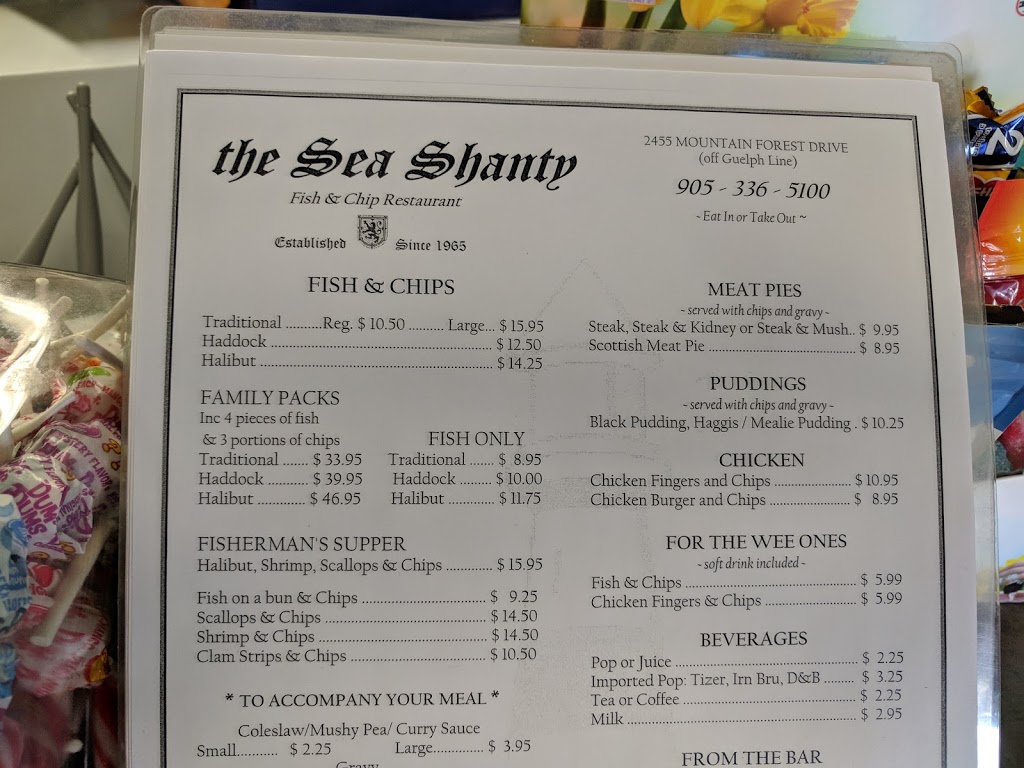 the Sea Shanty
Fish & Chip Restaurant
Established Since 1965
2455 MOUNTAIN FOREST DRIVE
(off Guelph Line)
905 - 336 - 5100
~ Eat In or Take Out ~
FISH & CHIPS
Traditional ..........Reg. $ 10.50 .......... Large... $ 15.95
Haddock ................................................ $ 12.50
Halibut .................................................. $ 14.25
FAMILY PACKS
Inc 4 pieces of fish
& 3 portions of chips
Traditional ....... $ 33.95
Haddock .......... $ 39.95
Halibut ............ $ 46.95
FISH ONLY
Traditional ....... $ 8.95
Haddock .......... $ 10.00
Halibut ............ $ 11.75
FISHERMAN'S SUPPER
Halibut, Shrimp, Scallops & Chips ............ $ 15.95
Fish on a bun & Chips ................................ $ 9.25
Scallops & Chips ........................................ $ 14.50
Shrimp & Chips .......................................... $ 14.50
Clam Strips & Chips ................................... $ 10.50
* TO ACCOMPANY YOUR MEAL *
Coleslaw/Mushy Pea/ Curry Sauce
Small.......... $ 2.25 Large............ $ 3.95
Gravy
MEAT PIES
- served with chips and gravy -
Steak, Steak & Kidney or Steak & Mush.. $ 9.95
Scottish Meat Pie ..................................... $ 8.95
PUDDINGS
- served with chips and gravy -
Black Pudding, Haggis / Mealie Pudding . $ 10.25
CHICKEN
Chicken Fingers and Chips ................... $ 10.95
Chicken Burger and Chips ..................... $ 8.95
FOR THE WEE ONES
- soft drink included -
Fish & Chips ........................................... $ 5.99
Chicken Fingers & Chips ....................... $ 5.99
BEVERAGES
Pop or Juice .............................................. $ 2.25
Imported Pop: Tizer, Irn Bru, D&B ........ $ 3.25
Tea or Coffee ............................................ $ 2.25
Milk .......................................................... $ 2.95
FROM THE BAR
DUM
DUMS